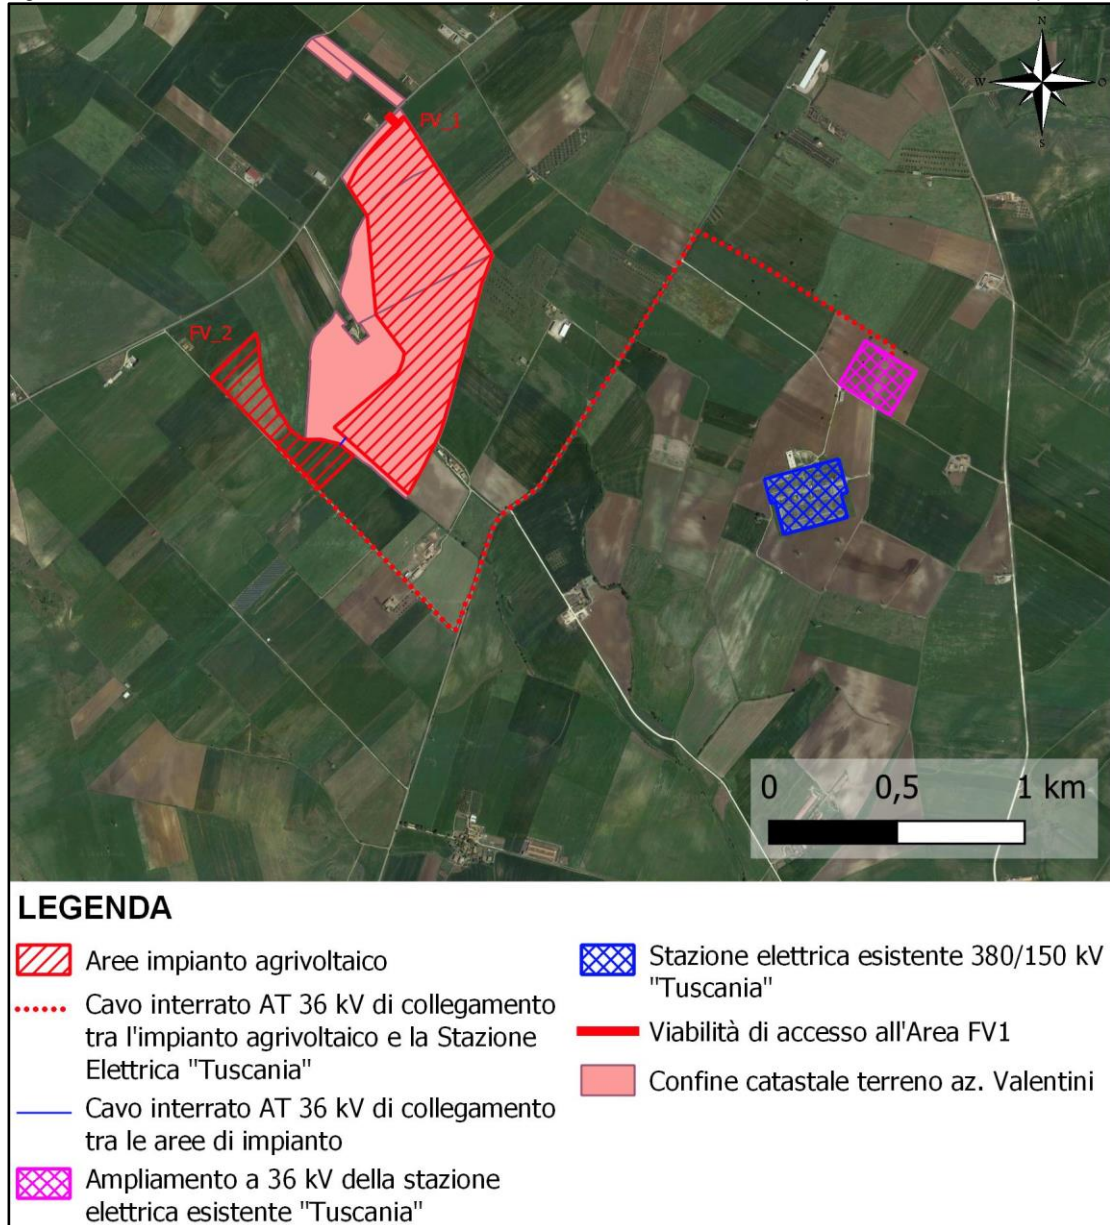 N
W
O
S
FV_1
FV_2
0 0,5 1 km
LEGENDA
Aree impianto agrivoltaico
Cavo interrato AT 36 kV di collegamento
tra l'impianto agrivoltaico e la Stazione
Elettrica "Tuscania"
Cavo interrato AT 36 kV di collegamento
tra le aree di impianto
Ampliamento a 36 kV della stazione
elettrica esistente "Tuscania"
Stazione elettrica esistente 380/150 kV
"Tuscania"
Viabilità di accesso all'Area FV1
Confine catastale terreno az. Valentini